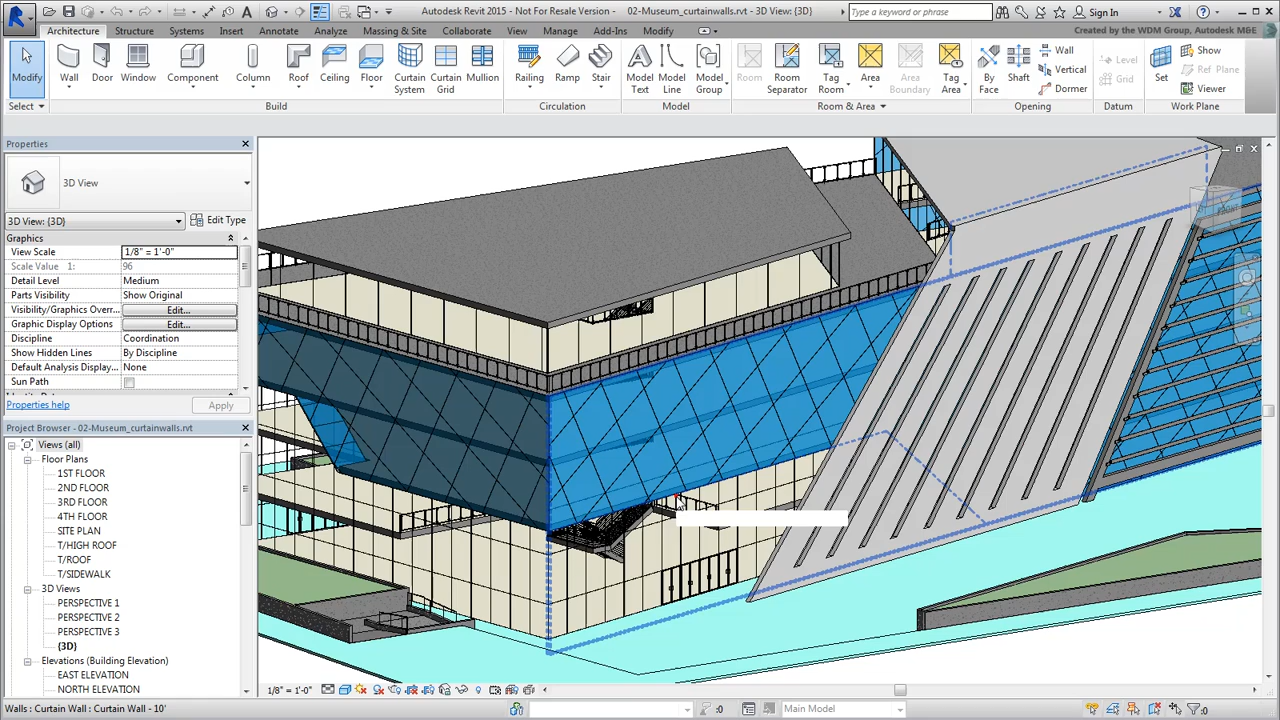 Autodesk Revit 2015 - Not For Resale Version - 02-Museum_curtainwalls.rvt - 3D View: {3D}
Type a keyword or phrase
Sign In
Architecture Structure Systems Insert Annotate Analyze Massing & Site Collaborate View Manage Add-Ins Modify
Created by the WDM Group, Autodesk M&E
Modify
Wall
Door
Window
Component
Column
Roof
Ceiling
Floor
Curtain System
Curtain Grid
Mullion
Railing
Ramp
Stair
Model Text
Model Line
Model Group
Room
Room Separator
Tag Room
Area
Area Boundary
Tag Area
By Face
Shaft
Wall
Vertical
Dormer
Level
Grid
Set
Show
Ref Plane
Viewer
Select
Build
Circulation
Model
Room & Area
Opening
Datum
Work Plane
Properties
3D View
3D View: {3D}
Edit Type
Graphics
View Scale 1/8" = 1'-0"
Scale Value 1: 96
Detail Level Medium
Parts Visibility Show Original
Visibility/Graphics Overr... Edit...
Graphic Display Options Edit...
Discipline Coordination
Show Hidden Lines By Discipline
Default Analysis Display... None
Sun Path
Properties help
Apply
Project Browser - 02-Museum_curtainwalls.rvt
Views (all)
Floor Plans
1ST FLOOR
2ND FLOOR
3RD FLOOR
4TH FLOOR
SITE PLAN
T/HIGH ROOF
T/ROOF
T/SIDEWALK
3D Views
PERSPECTIVE 1
PERSPECTIVE 2
PERSPECTIVE 3
{3D}
Elevations (Building Elevation)
EAST ELEVATION
NORTH ELEVATION
FRONT
1/8" = 1'-0"
Walls : Curtain Wall : Curtain Wall - 10'
:0
Main Model
:0